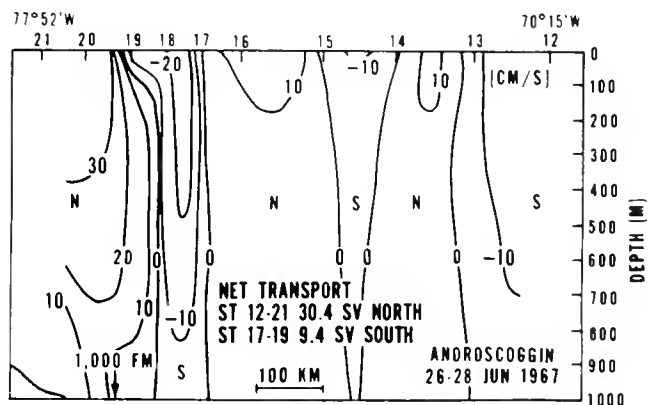 77°52'W 70°15'W
21 20 19 18 17 16 15 14 13 12
-20 -10 0
10 10 (CM/S) 100
200
30 300
N N S N S 400
500
20 0 0 0 0 0 -10 600
10 NET TRANSPORT 700
10 -10 ST 12-21 30.4 SV NORTH 800
ST 17-19 9.4 SV SOUTH
1,000 FM ANDROSCOGGIN 900
S 100 KM 26-28 JUN 1967
1000
DEPTH (M)